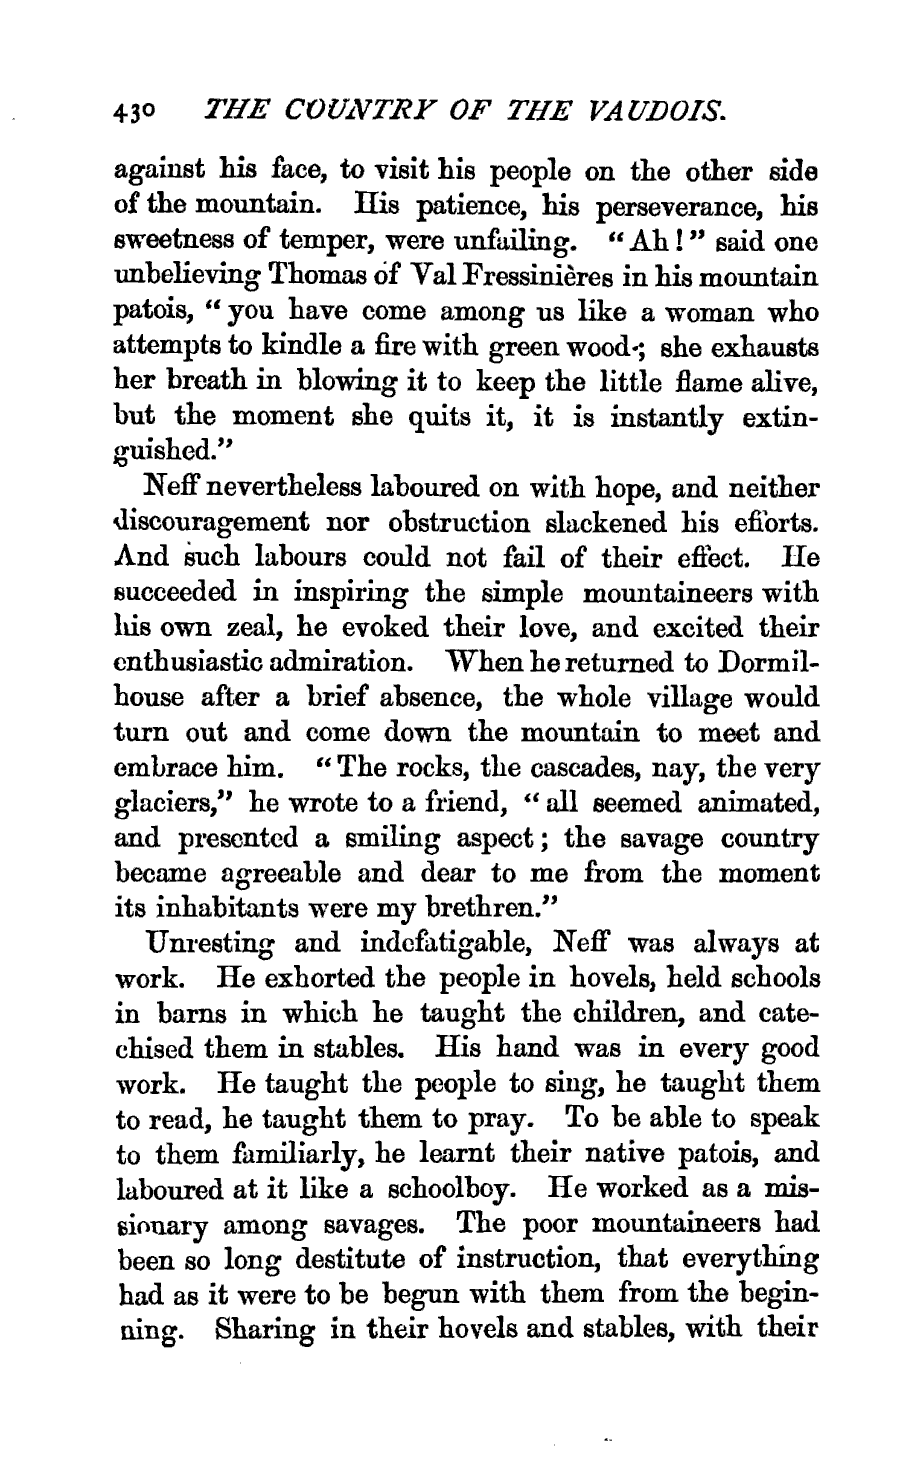 430 THE COUNTRY OF THE VAUDOIS.
against his face, to visit his people on the other side
of the mountain. His patience, his perseverance, his
sweetness of temper, were unfailing. “Ah!” said one
unbelieving Thomas of Val Fressinières in his mountain
patois, “you have come among us like a woman who
attempts to kindle a fire with green wood; she exhausts
her breath in blowing it to keep the little flame alive,
but the moment she quits it, it is instantly extin-
guished.”
Neff nevertheless laboured on with hope, and neither
discouragement nor obstruction slackened his efforts.
And such labours could not fail of their effect. He
succeeded in inspiring the simple mountaineers with
his own zeal, he evoked their love, and excited their
enthusiastic admiration. When he returned to Dormil-
house after a brief absence, the whole village would
turn out and come down the mountain to meet and
embrace him. “The rocks, the cascades, nay, the very
glaciers,” he wrote to a friend, “all seemed animated,
and presented a smiling aspect; the savage country
became agreeable and dear to me from the moment
its inhabitants were my brethren.”
Unresting and indefatigable, Neff was always at
work. He exhorted the people in hovels, held schools
in barns in which he taught the children, and cate-
chised them in stables. His hand was in every good
work. He taught the people to sing, he taught them
to read, he taught them to pray. To be able to speak
to them familiarly, he learnt their native patois, and
laboured at it like a schoolboy. He worked as a mis-
sionary among savages. The poor mountaineers had
been so long destitute of instruction, that everything
had as it were to be begun with them from the begin-
ning. Sharing in their hovels and stables, with their